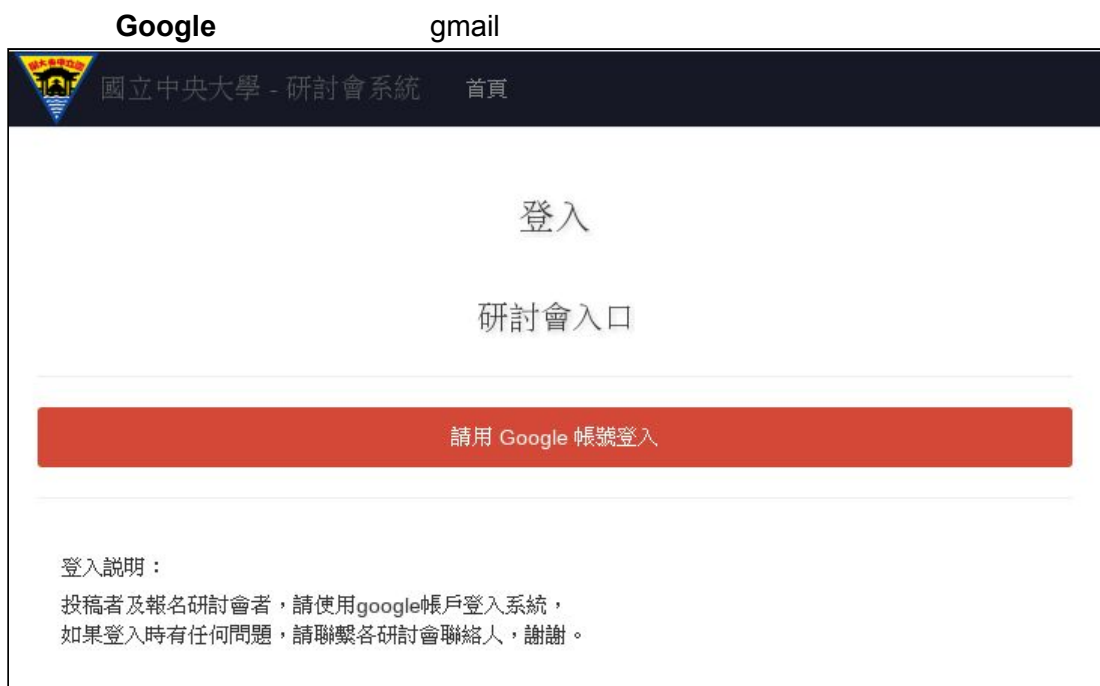 Google gmail
國立中央大學 - 研討會系統 首頁
登入
研討會入口
請用 Google 帳號登入
登入説明：
投稿者及報名研討會者，請使用google帳戶登入系統，
如果登入時有任何問題，請聯繫各研討會聯絡人，謝謝。